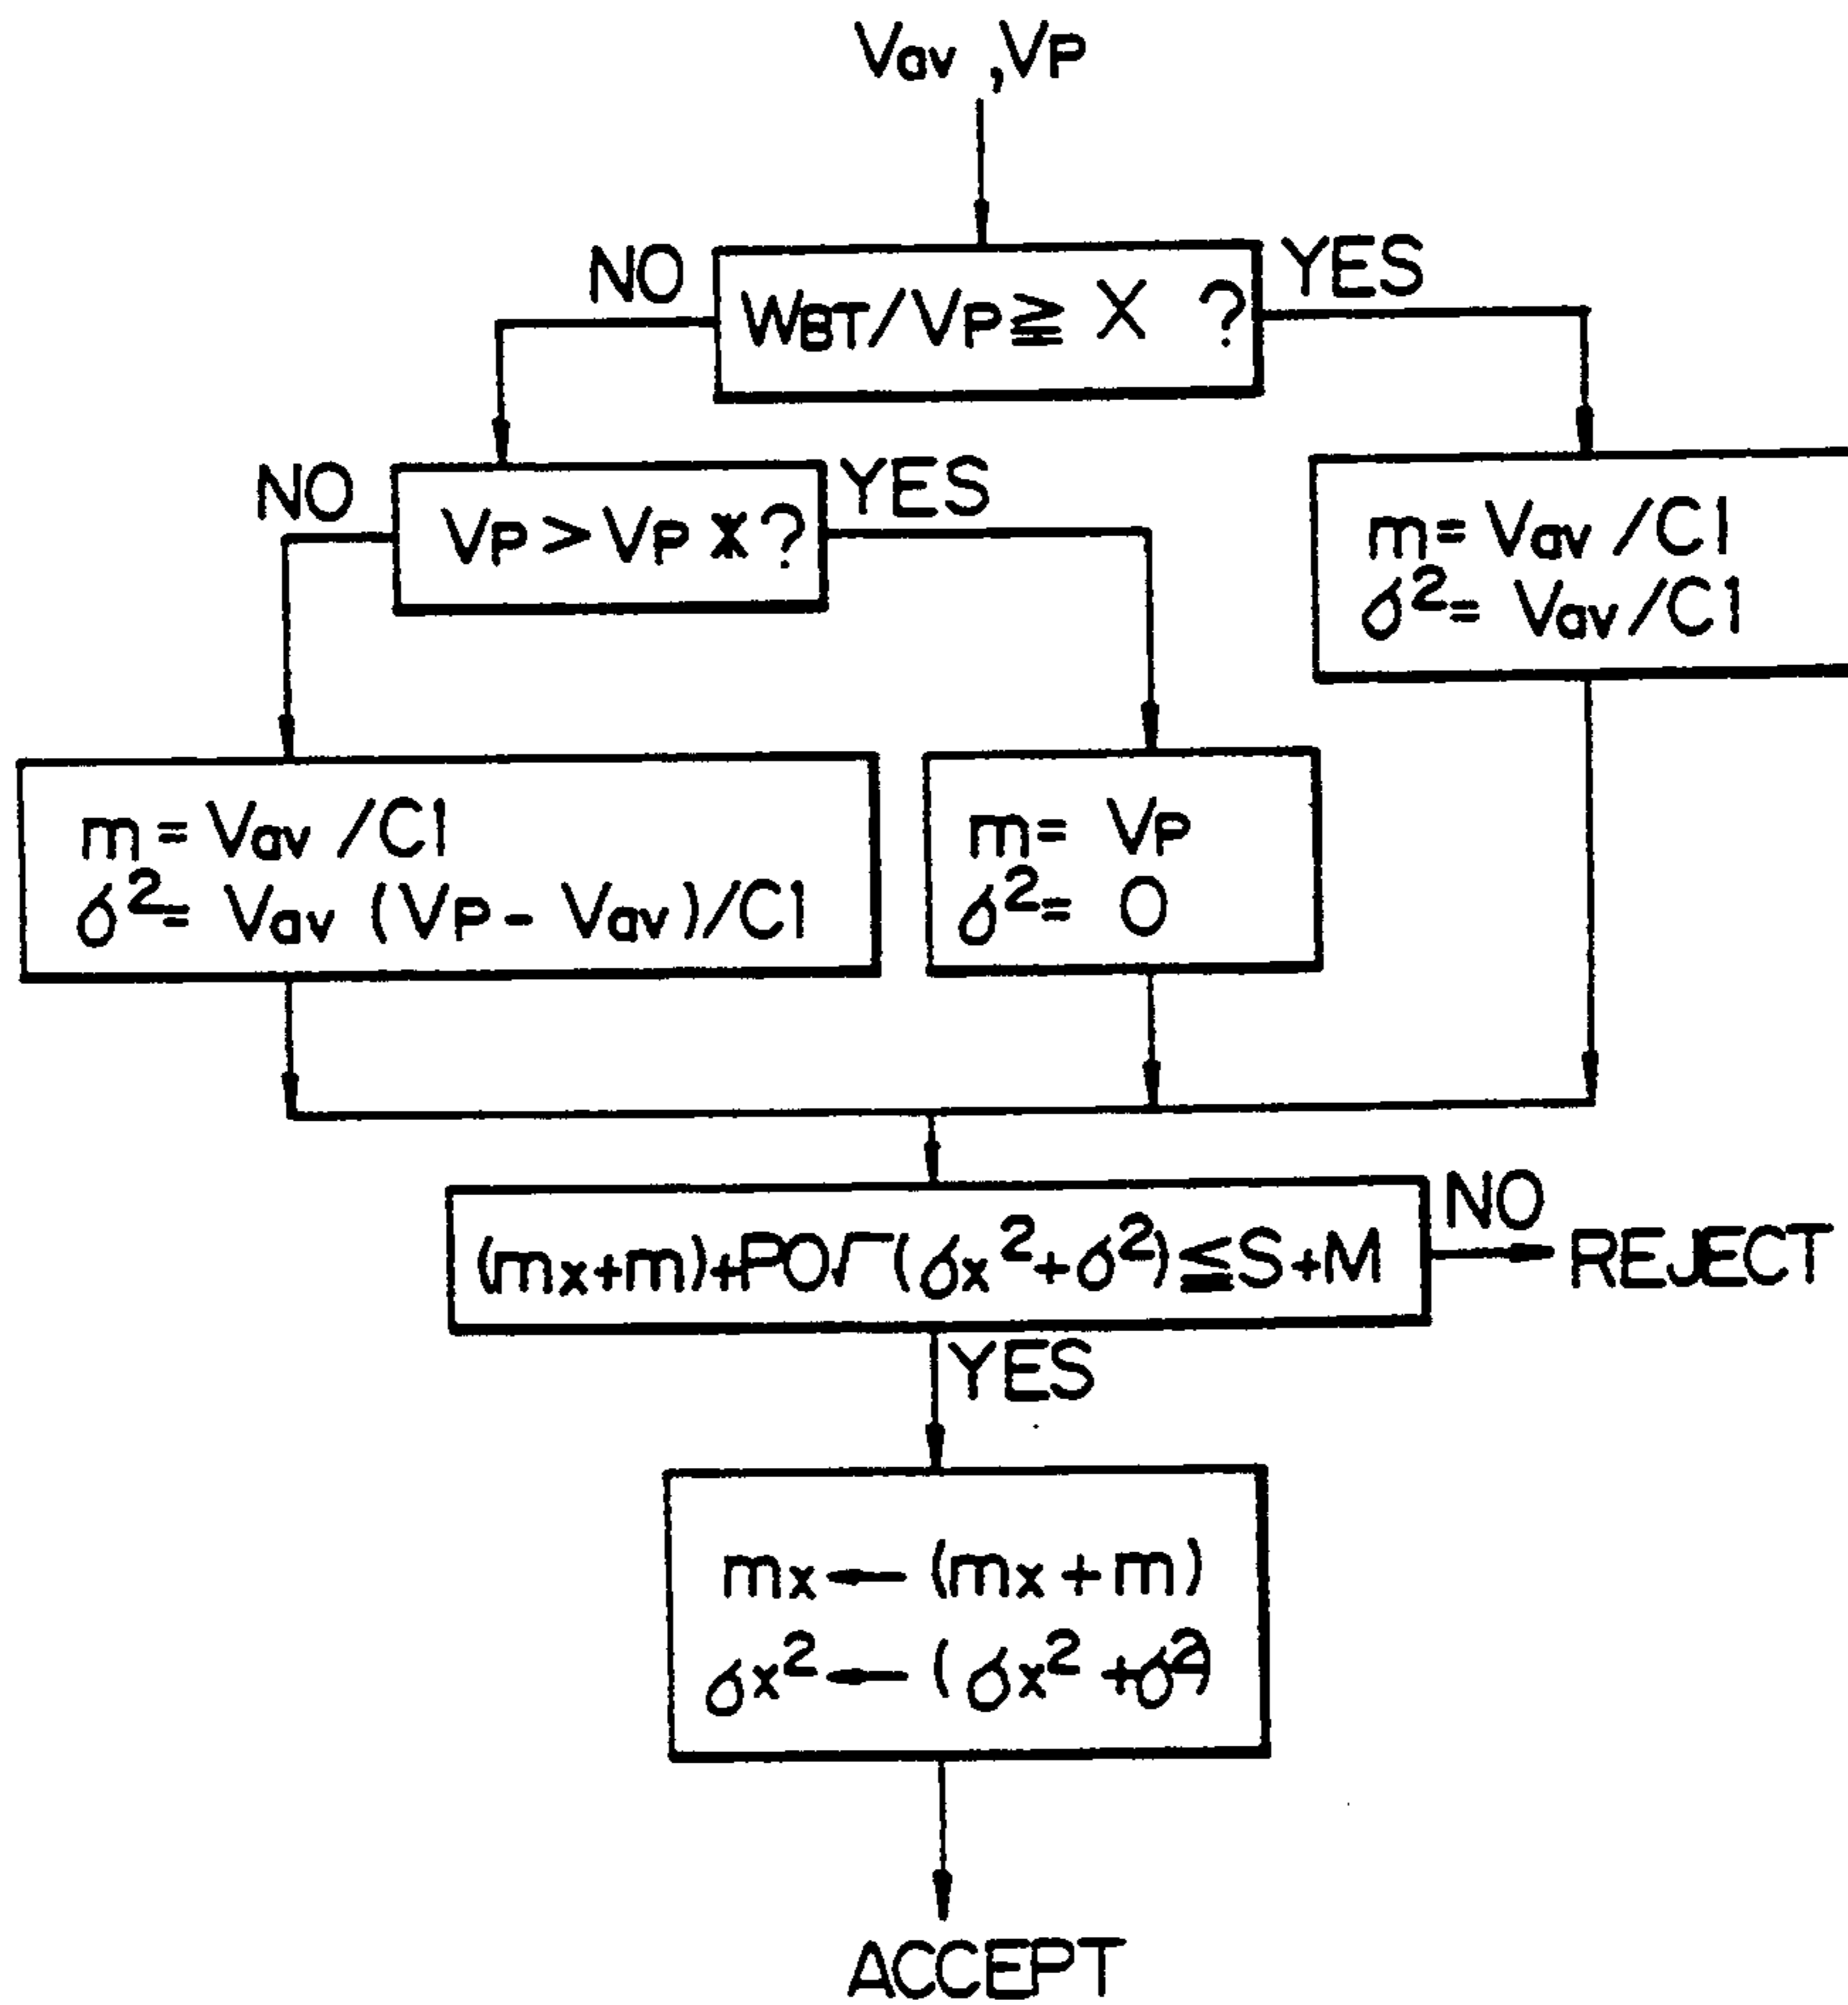 Vav ,VP
NO
YES
WBT/VP≧ X ?
NO
YES
VP>VP*?
m=Vav/C1
σ²=Vav/C1
m=Vav/C1
σ²=Vav(VP-Vav)/C1
m=VP
σ²=0
(mx+m)+PO√(σx²+σ²)≦S+M
NO
REJECT
YES
mx←(mx+m)
σx²←(σx²+σ²)
ACCEPT